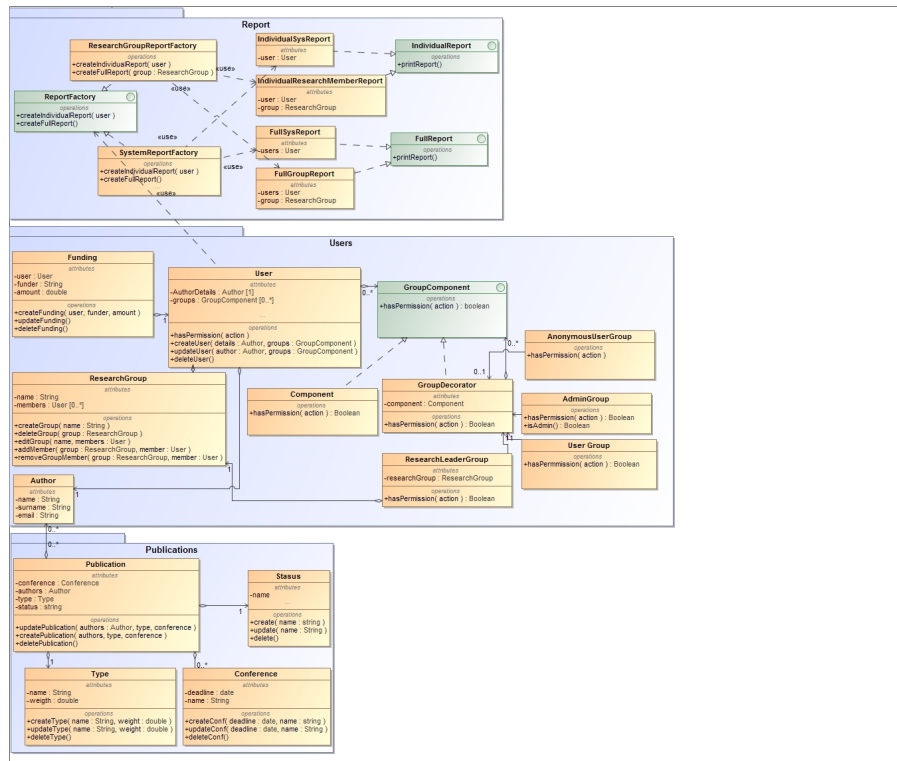 Report
ResearchGroupReportFactory
operations
+createIndividualReport( user )
+createFullReport( group : ResearchGroup )
IndividualSysReport
attributes
-user : User
IndividualReport
operations
+printReport()
«use»
IndividualResearchMemberReport
attributes
-user : User
-group : ResearchGroup
«use»
ReportFactory
operations
+createIndividualReport( user )
+createFullReport()
«use»
FullSysReport
attributes
-users : User
FullReport
operations
+printReport()
SystemReportFactory
operations
+createIndividualReport( user )
+createFullReport()
«use»
FullGroupReport
attributes
-users : User
-group : ResearchGroup
«use»
Users
Funding
attributes
-user : User
-funder : String
-amount : double
operations
+createFunding( user, funder, amount )
+updateFunding()
+deleteFunding()
1
User
attributes
-AuthorDetails : Author [1]
-groups : GroupComponent [0..*]
...
operations
+hasPermission( action )
+createUser( details : Author, groups : GroupComponent )
+updateUser( author : Author, groups : GroupComponent )
+deleteUser()
0..*
GroupComponent
operations
+hasPermission( action ) : boolean
0..*
AnonymousUserGroup
operations
+hasPermission( action )
0..1
ResearchGroup
attributes
-name : String
-members : User [0..*]
operations
+createGroup( name : String )
+deleteGroup( group : ResearchGroup )
+editGroup( name, members : User )
+addMember( group : ResearchGroup, member : User )
+removeGroupMember( group : ResearchGroup, member : User )
1
Component
operations
+hasPermission( action ) : Boolean
GroupDecorator
attributes
-component : Component
operations
+hasPermission( action ) : Boolean
AdminGroup
operations
+hasPermission( action ) : Boolean
+isAdmin() : Boolean
User Group
operations
+hasPermmission( action ) : Boolean
ResearchLeaderGroup
attributes
-researchGroup : ResearchGroup
operations
+hasPermission( action ) : Boolean
Author
attributes
-name : String
-surname : String
-email : String
1
0..*
0..*
Publications
Publication
attributes
-conference : Conference
-authors : Author
-type : Type
-status : string
operations
+updatePublication( authors : Author, type, conference )
+createPublication( authors, type, conference )
+deletePublication()
Stasus
attributes
-name
...
operations
+create( name : string )
+update( name : String )
+delete()
1
1
0..*
Type
attributes
-name : String
-weigth : double
operations
+createType( name : String, weight : double )
+updateType( name : String, weight : double )
+deleteType()
Conference
attributes
-deadline : date
-name : String
operations
+createConf( deadline : date, name : string )
+updateConf( deadline : date, name : String )
+deleteConf()